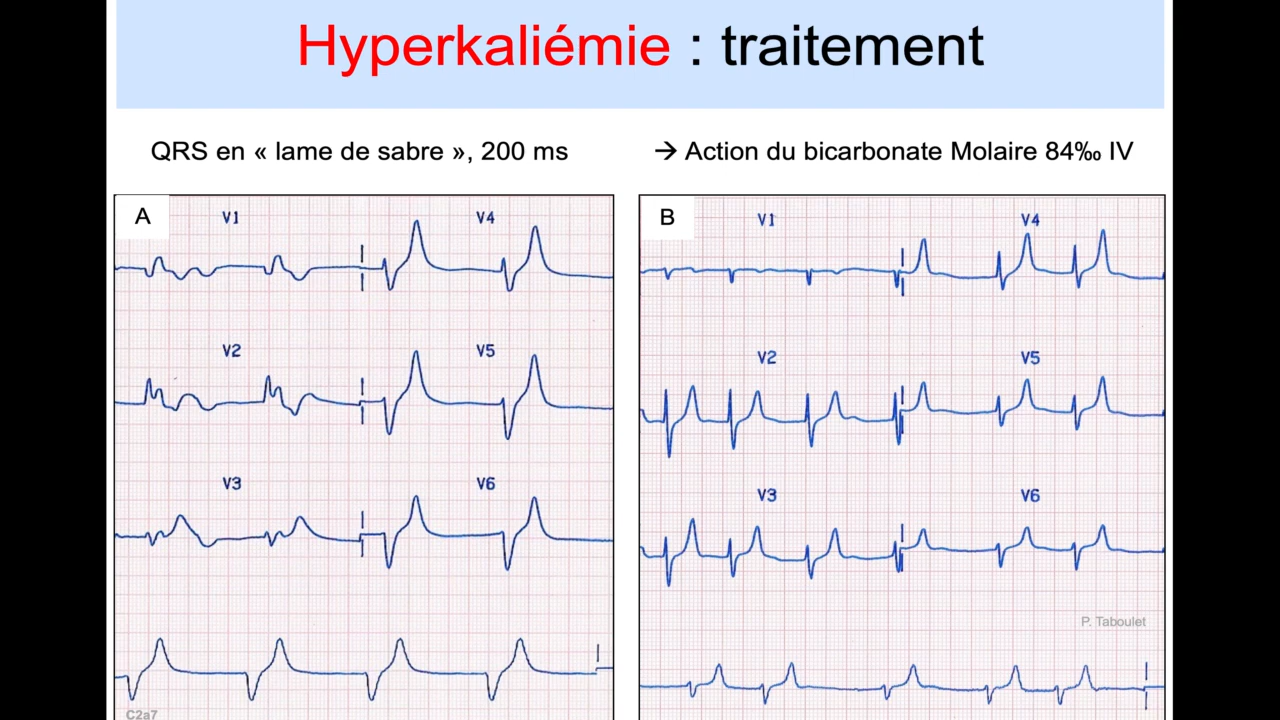 Hyperkaliémie : traitement
QRS en « lame de sabre », 200 ms
→ Action du bicarbonate Molaire 84‰ IV
A
V1
V4
V2
V5
V3
V6
C2a7
B
V1
V4
V2
V5
V3
V6
P. Taboulet